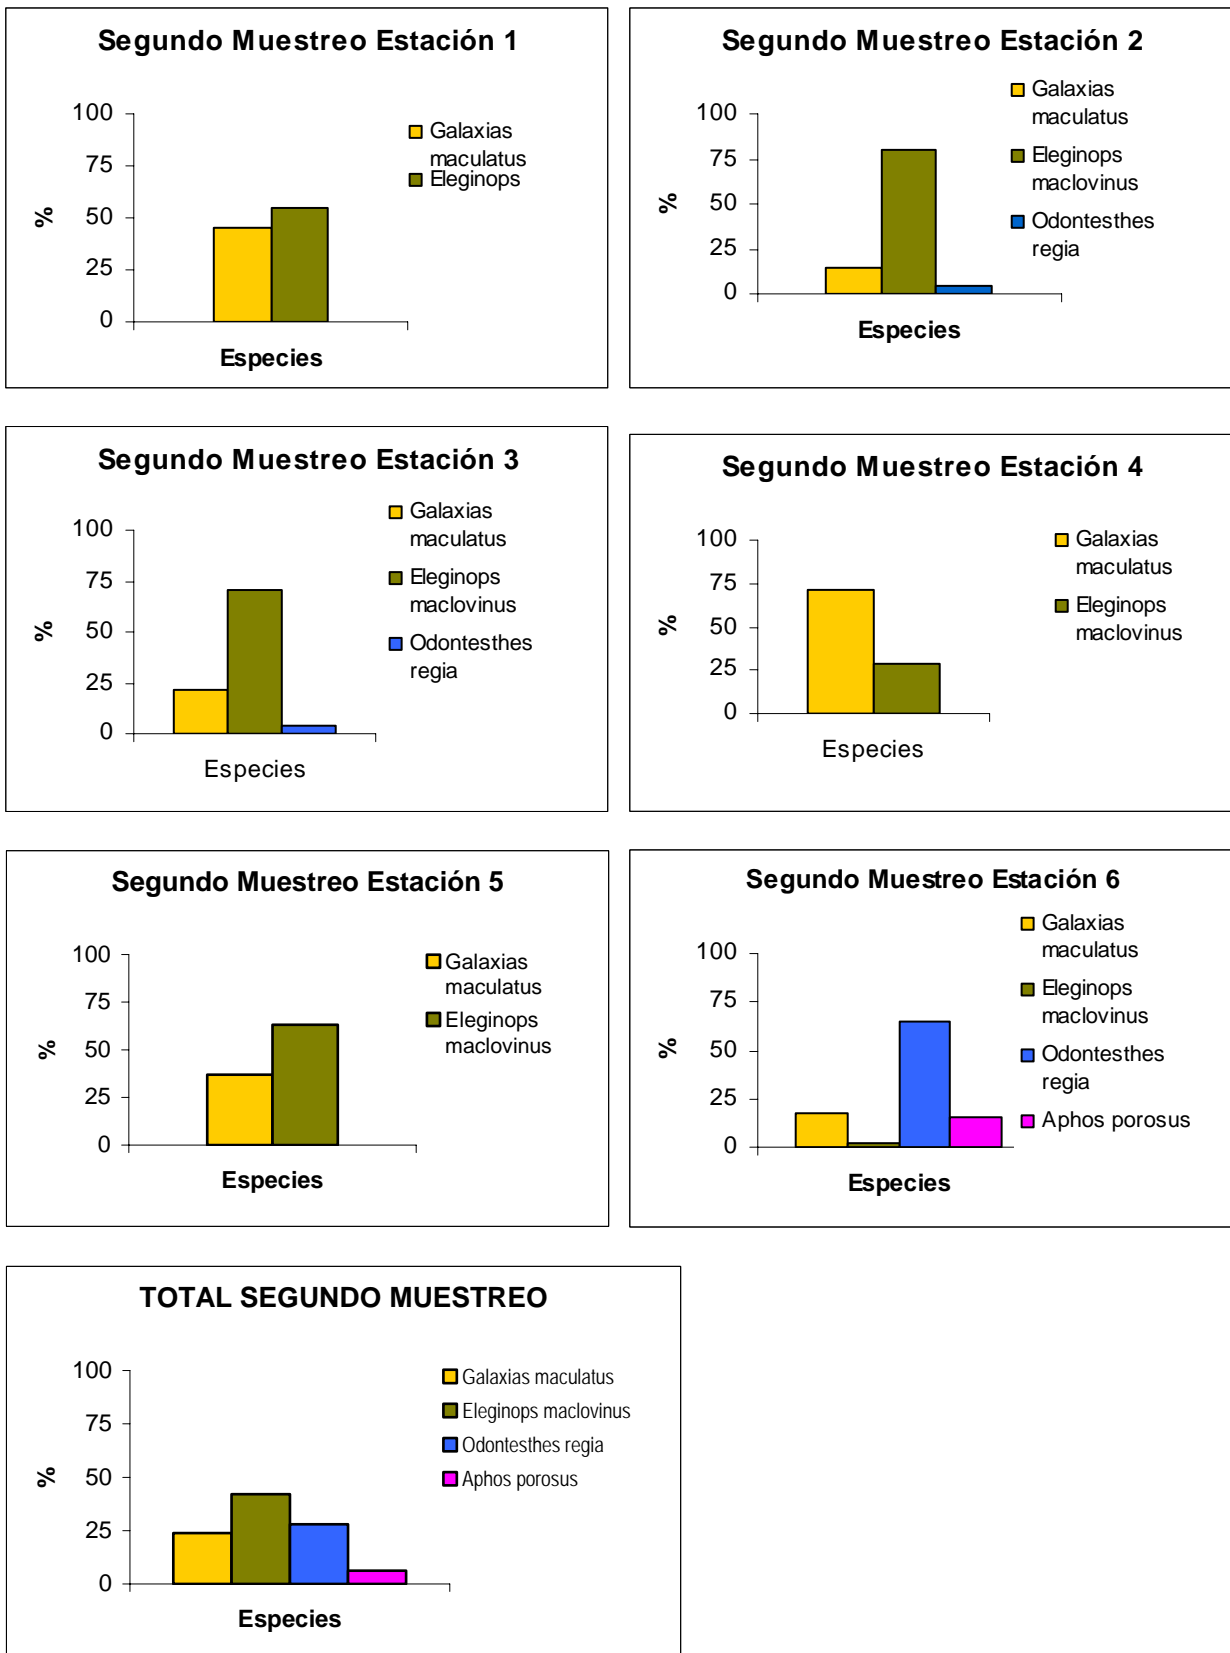 Segundo Muestreo Estación 1
100
75
50
25
0
%
Especies
Galaxias
maculatus
Eleginops
Segundo Muestreo Estación 2
100
75
50
25
0
%
Especies
Galaxias
maculatus
Eleginops
maclovinus
Odontesthes
regia
Segundo Muestreo Estación 3
100
75
50
25
0
%
Especies
Galaxias
maculatus
Eleginops
maclovinus
Odontesthes
regia
Segundo Muestreo Estación 4
100
75
50
25
0
%
Especies
Galaxias
maculatus
Eleginops
maclovinus
Segundo Muestreo Estación 5
100
75
50
25
0
%
Especies
Galaxias
maculatus
Eleginops
maclovinus
Segundo Muestreo Estación 6
100
75
50
25
0
%
Especies
Galaxias
maculatus
Eleginops
maclovinus
Odontesthes
regia
Aphos porosus
TOTAL SEGUNDO MUESTREO
100
75
50
25
0
%
Especies
Galaxias maculatus
Eleginops maclovinus
Odontesthes regia
Aphos porosus